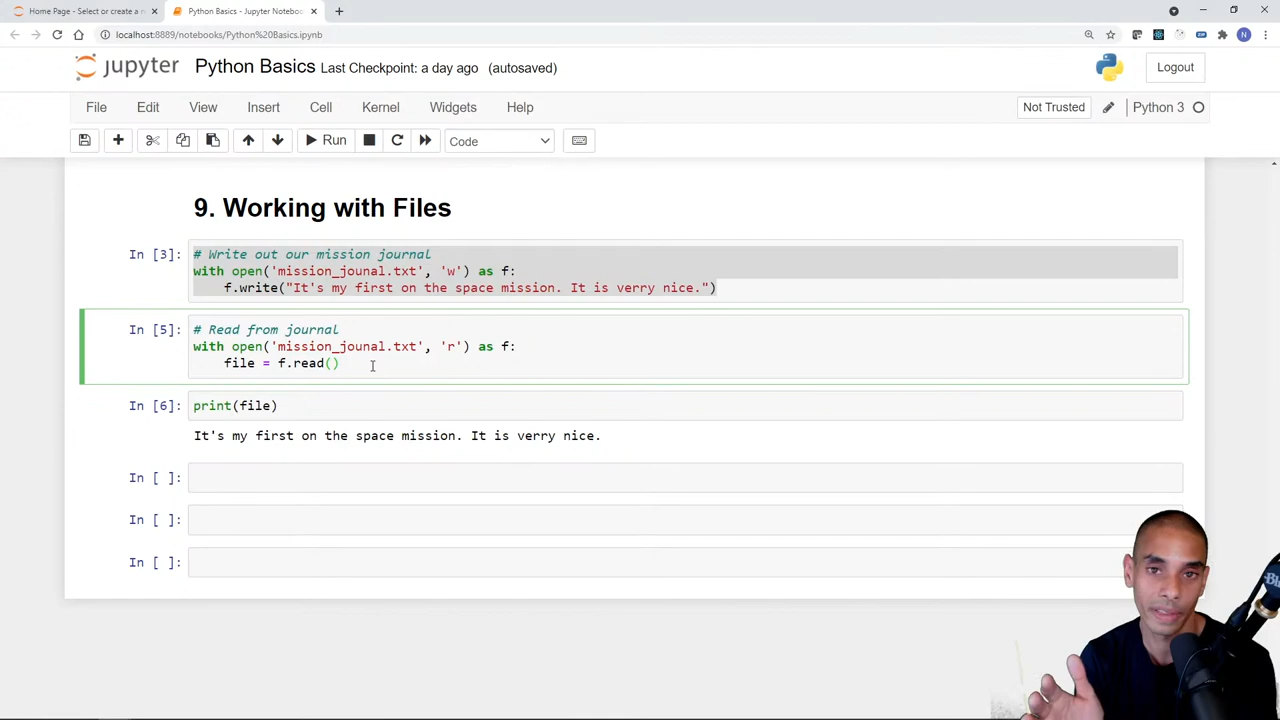 Home Page - Select or create a n
Python Basics - Jupyter Noteboo
localhost:8889/notebooks/Python%20Basics.ipynb
N
jupyter Python Basics Last Checkpoint: a day ago (autosaved)
Logout
File Edit View Insert Cell Kernel Widgets Help
Not Trusted
Python 3
Run
Code
9. Working with Files
In [3]: # Write out our mission journal
with open('mission_jounal.txt', 'w') as f:
f.write("It's my first on the space mission. It is verry nice.")
In [5]: # Read from journal
with open('mission_jounal.txt', 'r') as f:
file = f.read()
In [6]: print(file)
It's my first on the space mission. It is verry nice.
In [ ]:
In [ ]:
In [ ]: